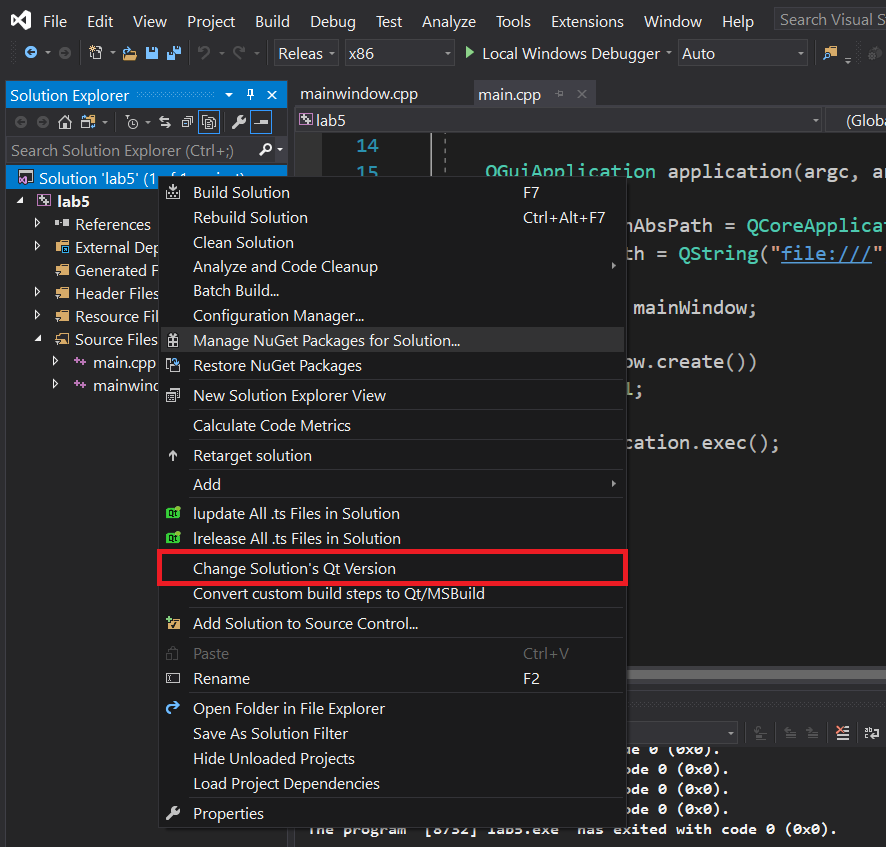 File Edit View Project Build Debug Test Analyze Tools Extensions Window Help Search Visual S
Releas x86 Local Windows Debugger Auto
Solution Explorer
mainwindow.cpp main.cpp
lab5 (Globa
Search Solution Explorer (Ctrl+;)
14
15 QGuiApplication application(argc, a
Solution 'lab5' (1
lab5
References
External Dep
Generated F
Header Files
Resource Fil
Source Files
main.cpp
mainwind
Build Solution F7
Rebuild Solution Ctrl+Alt+F7
Clean Solution
Analyze and Code Cleanup
Batch Build...
Configuration Manager...
Manage NuGet Packages for Solution...
Restore NuGet Packages
New Solution Explorer View
Calculate Code Metrics
Retarget solution
Add
lupdate All .ts Files in Solution
lrelease All .ts Files in Solution
Change Solution's Qt Version
Convert custom build steps to Qt/MSBuild
Add Solution to Source Control...
Paste Ctrl+V
Rename F2
Open Folder in File Explorer
Save As Solution Filter
Hide Unloaded Projects
Load Project Dependencies
Properties
nAbsPath = QCoreApplica
th = QString("file:///"
mainWindow;
ow.create())
1;
cation.exec();
de 0 (0x0).
ode 0 (0x0).
ode 0 (0x0).
ode 0 (0x0).
The program '[8732] lab5.exe' has exited with code 0 (0x0).